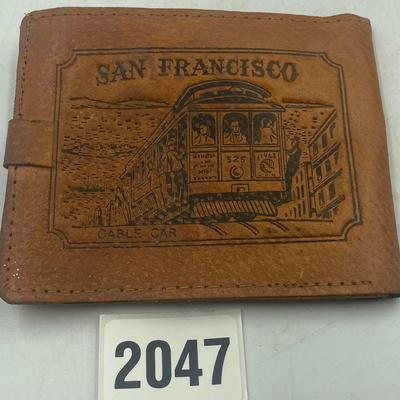 SAN FRANCISCO
525
CABLE CAR
2047